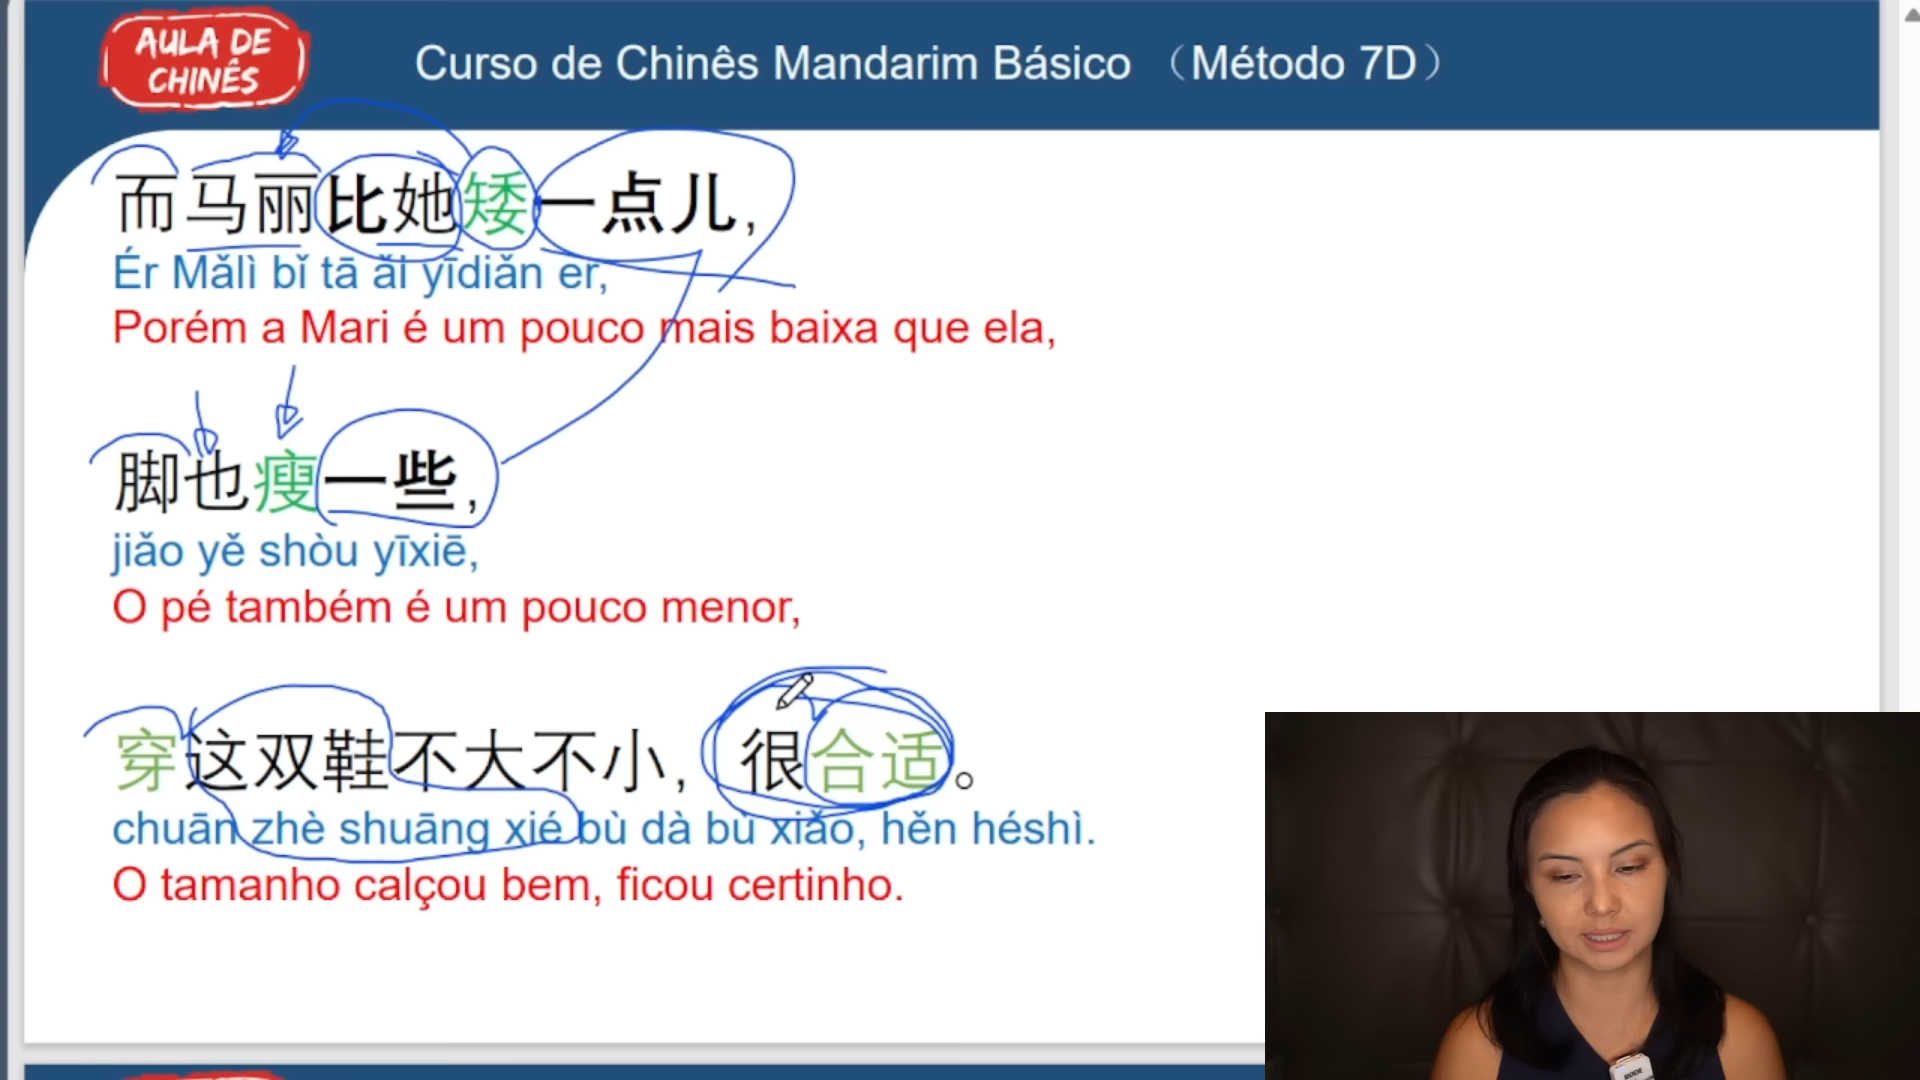 AULA DE
CHINÊS
Curso de Chinês Mandarim Básico （Método 7D）
而马丽比她矮一点儿,
Ér Mǎlì bǐ tā ǎi yīdiǎn er,
Porém a Mari é um pouco mais baixa que ela,
脚也瘦一些,
jiǎo yě shòu yīxiē,
O pé também é um pouco menor,
穿这双鞋不大不小, 很合适。
chuān zhè shuāng xié bù dà bù xiǎo, hěn héshì.
O tamanho calçou bem, ficou certinho.
RØDE